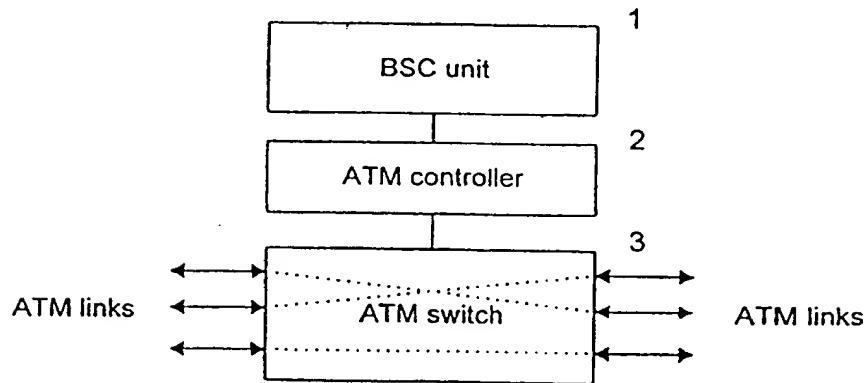 1
BSC unit
2
ATM controller
3
ATM links
ATM switch
ATM links